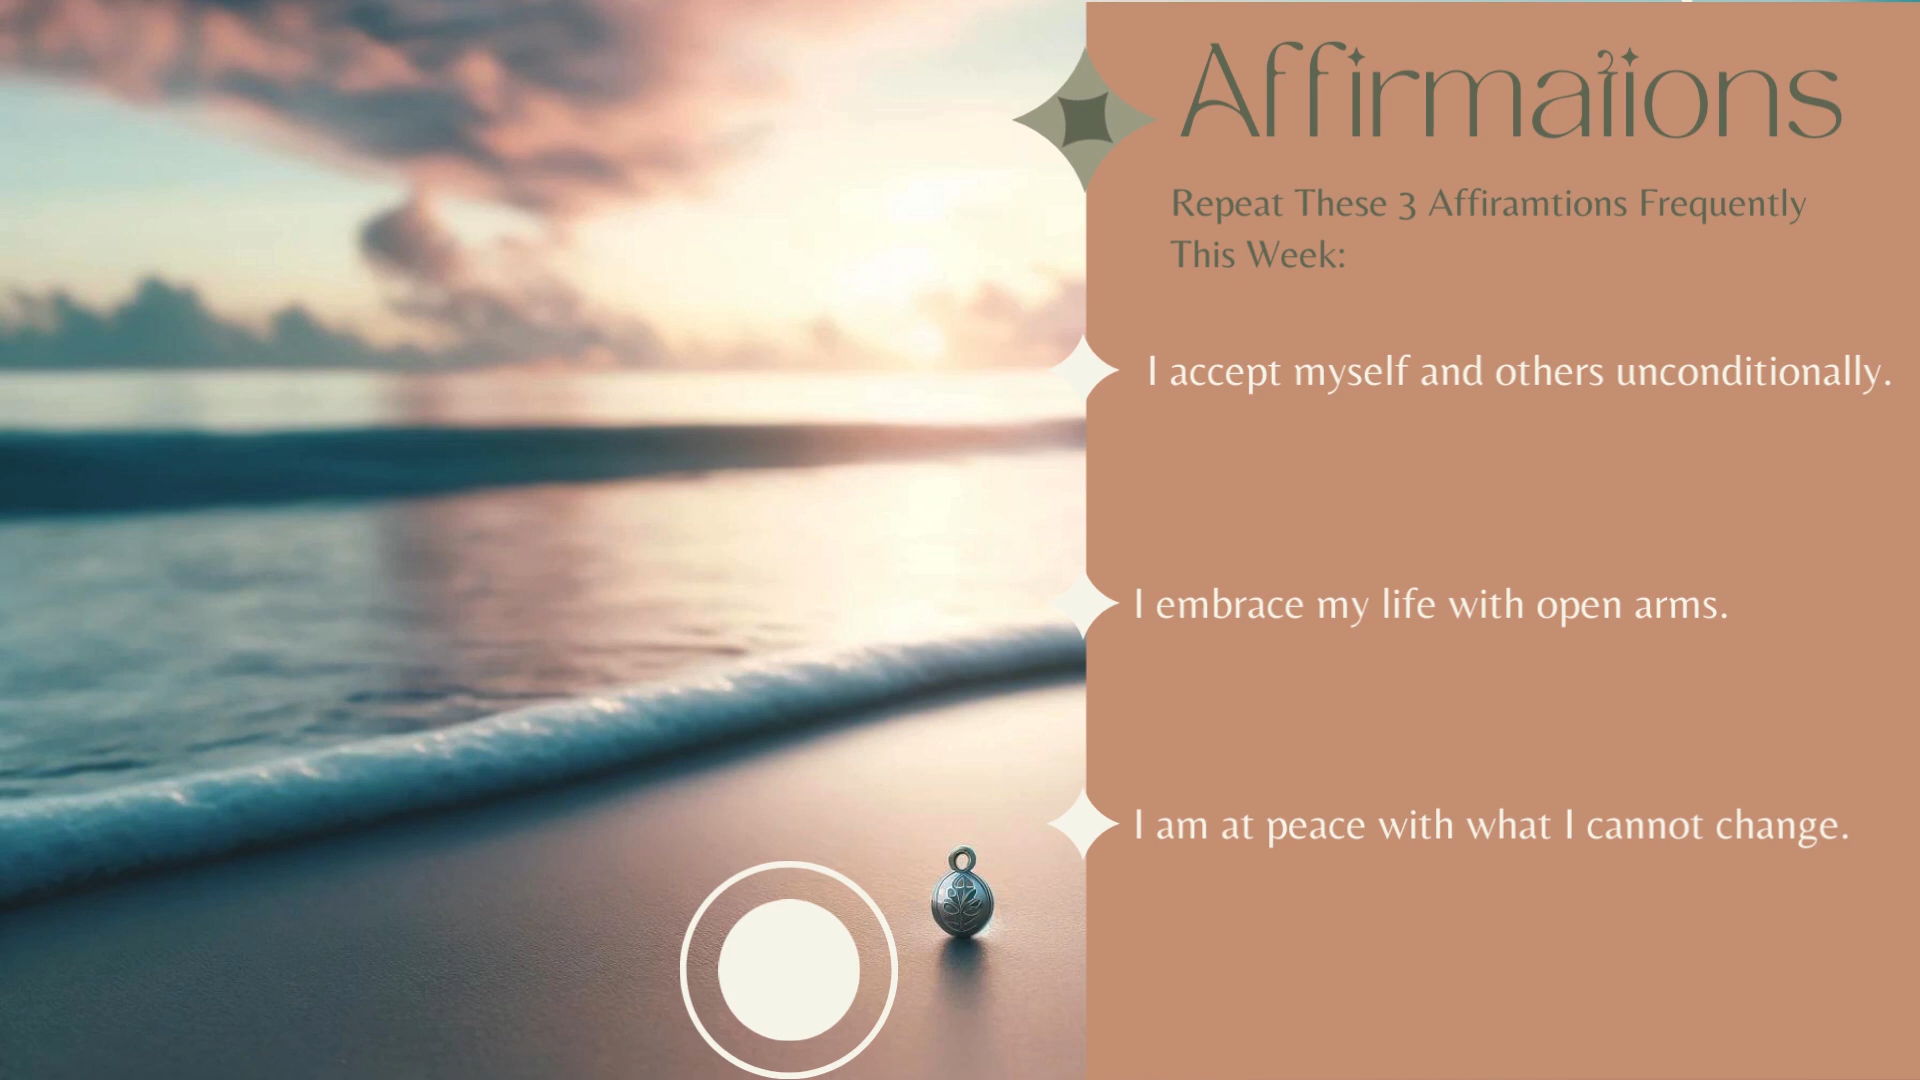 Affirmations
Repeat These 3 Affiramtions Frequently
This Week:
I accept myself and others unconditionally.
I embrace my life with open arms.
I am at peace with what I cannot change.